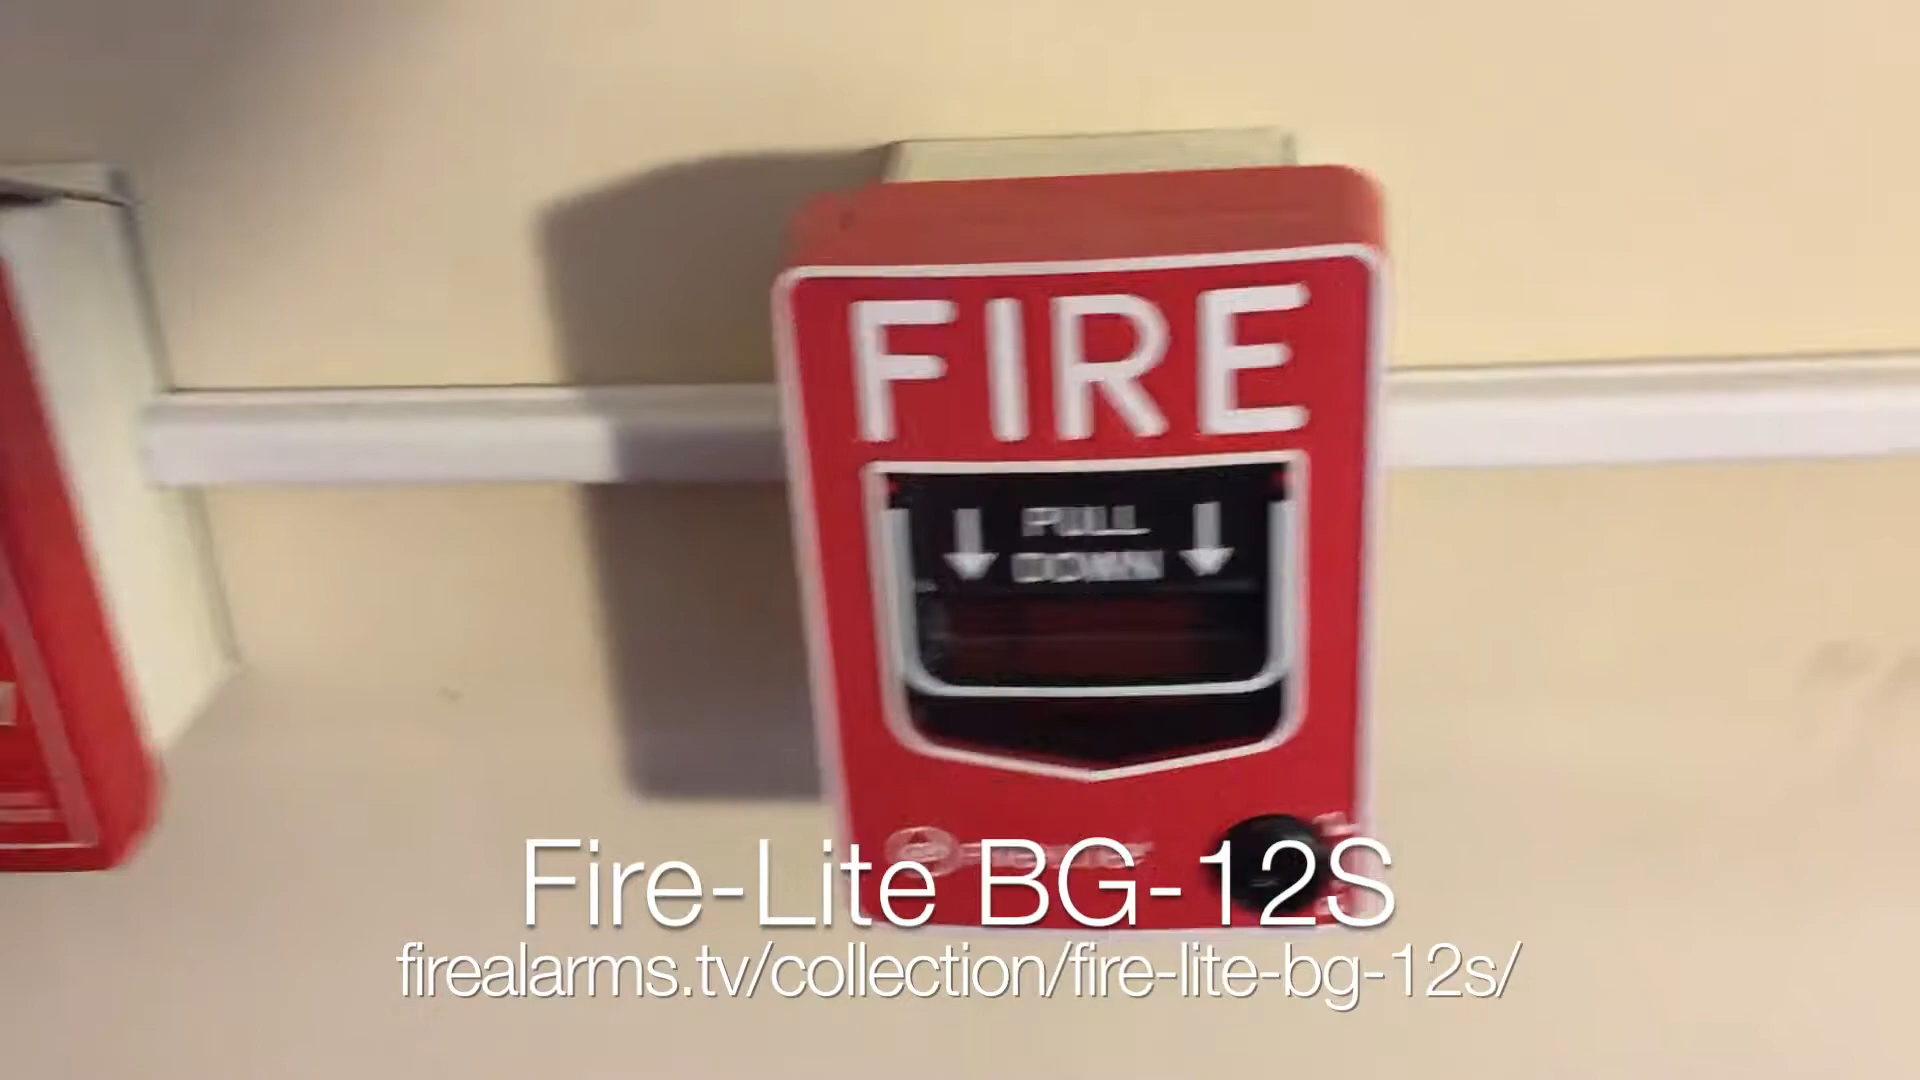 FIRE
PULL
DOWN
Fire-Lite BG-12S
firealarms.tv/collection/fire-lite-bg-12s/